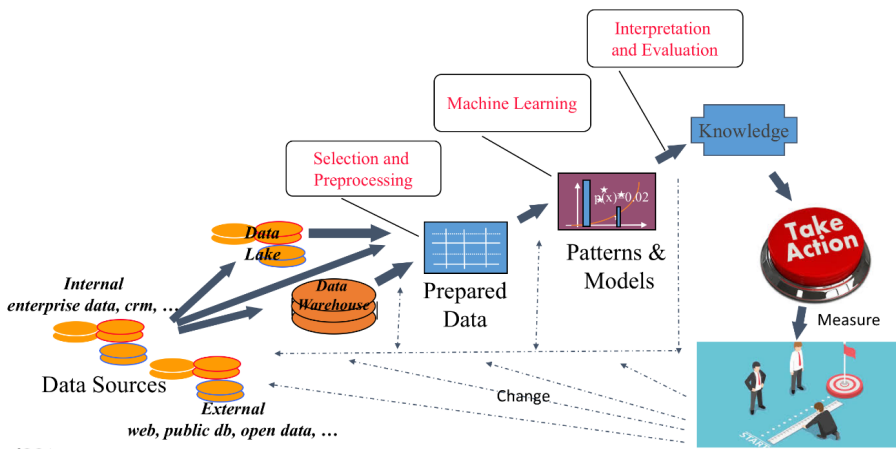 Interpretation
and Evaluation
Machine Learning
Knowledge
Selection and
Preprocessing
p(x)=0.02
Take
Action
Data
Lake
Patterns &
Models
Internal
enterprise data, crm, …
Data
Warehouse
Prepared
Data
Measure
Data Sources
Change
External
web, public db, open data, …
START